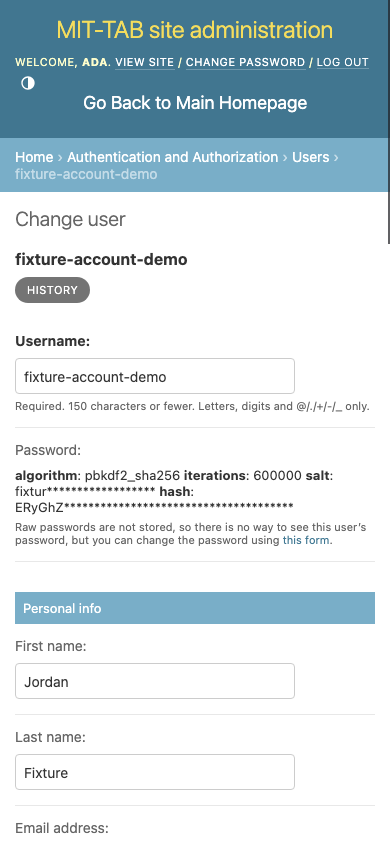 MIT-TAB site administration
WELCOME, ADA. VIEW SITE / CHANGE PASSWORD / LOG OUT
Go Back to Main Homepage
Home › Authentication and Authorization › Users ›
fixture-account-demo
Change user
fixture-account-demo
HISTORY
Username:
fixture-account-demo
Required. 150 characters or fewer. Letters, digits and @/./+/-/_ only.
Password:
algorithm: pbkdf2_sha256 iterations: 600000 salt:
fixtur****************** hash:
ERyGhZ**************************************
Raw passwords are not stored, so there is no way to see this user's
password, but you can change the password using this form.
Personal info
First name:
Jordan
Last name:
Fixture
Email address: